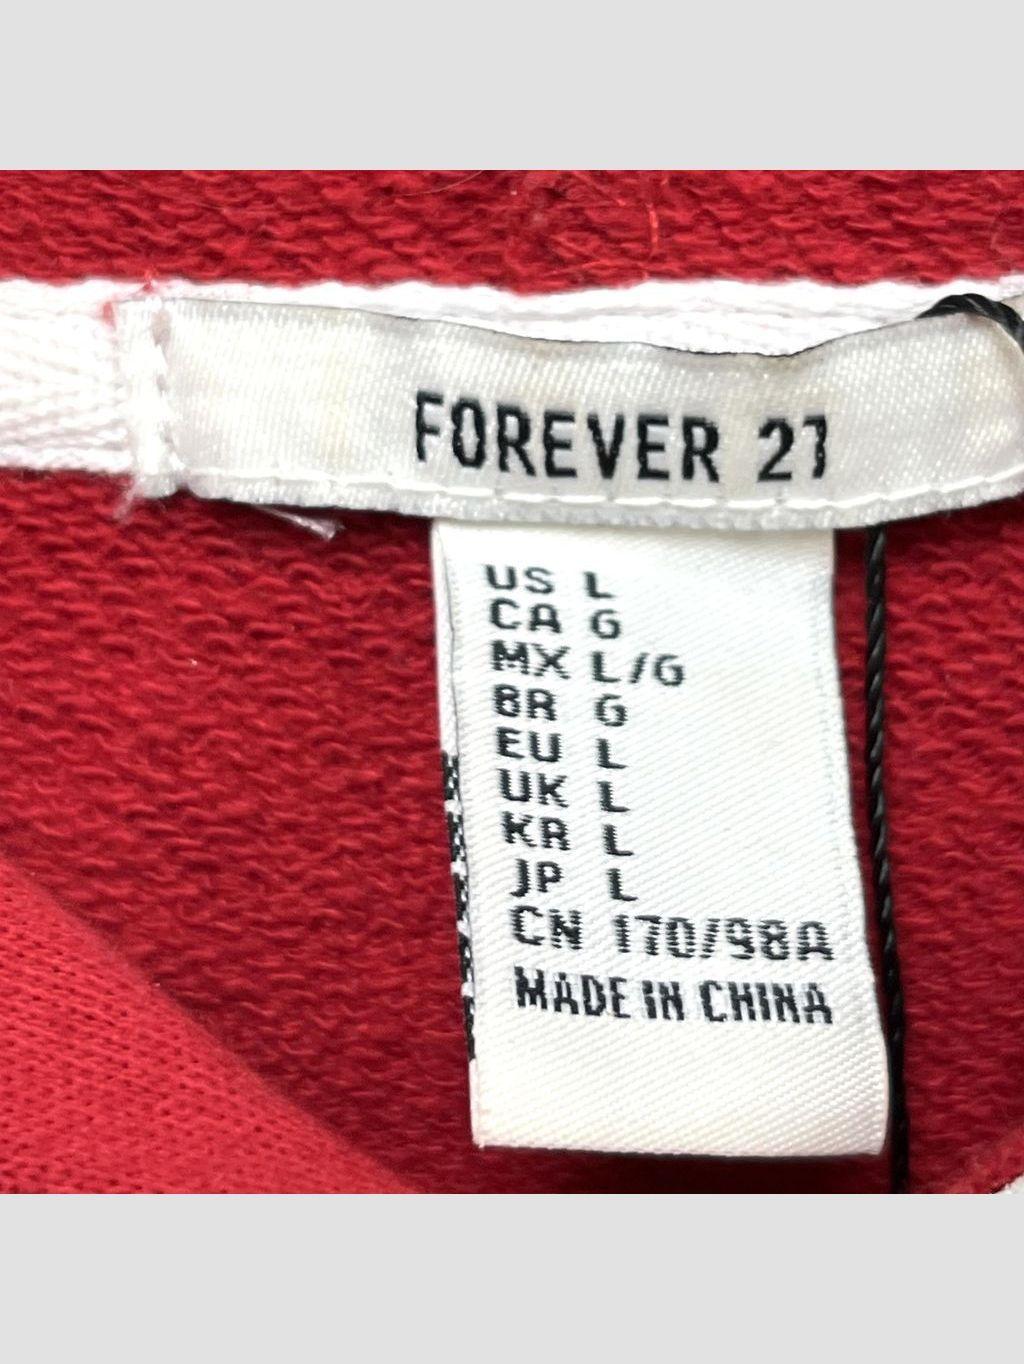 FOREVER 21
US L
CA G
MX L/G
BR G
EU L
UK L
KR L
JP L
CN 170/98A
MADE IN CHINA